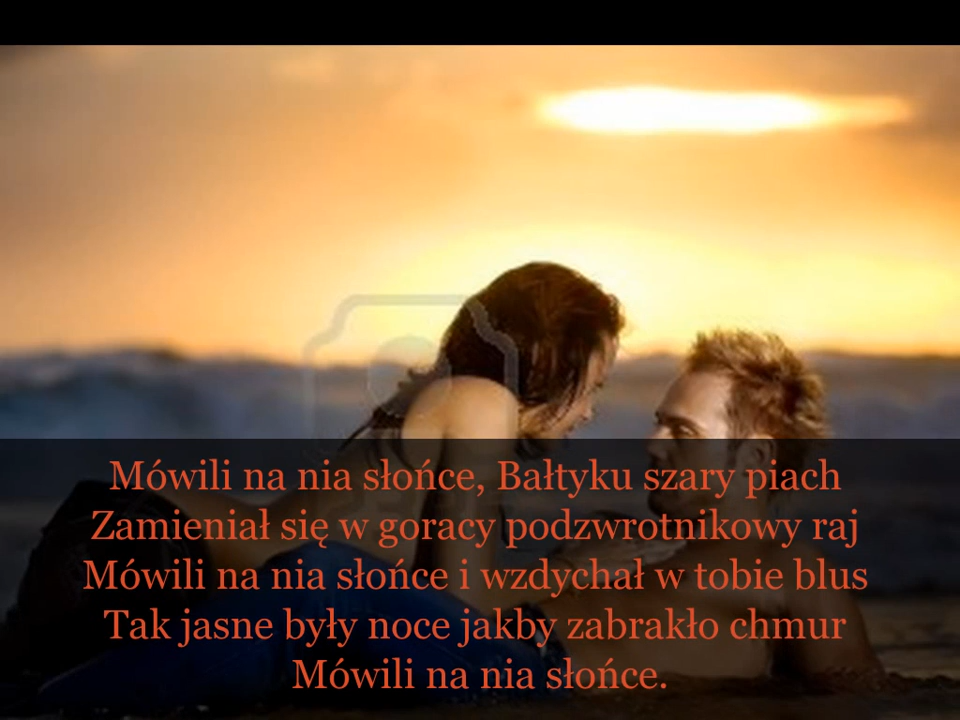 Mówili na nia słońce, Bałtyku szary piach
Zamieniał się w goracy podzwrotnikowy raj
Mówili na nia słońce i wzdychał w tobie blus
Tak jasne były noce jakby zabrakło chmur
Mówili na nia słońce.